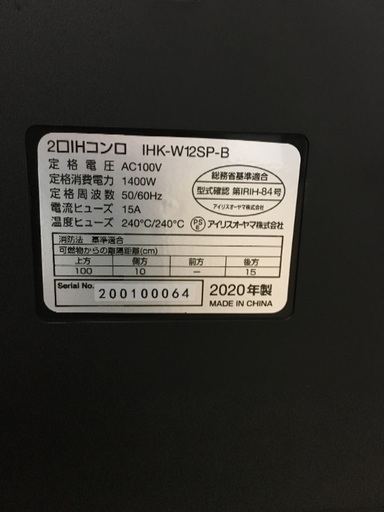 2口IHコンロ IHK-W12SP-B
定格電圧 AC100V
定格消費電力 1400W
定格周波数 50/60Hz
電流ヒューズ 15A
温度ヒューズ 240℃/240℃
総務省基準適合
型式確認 第IRIH-84号
アイリスオーヤマ株式会社
PS
E
アイリスオーヤマ株式会社
消防法 基準適合
可燃物からの離隔距離(cm)
上方 側方 前方 後方
100 10 − 15
Serial No. 200100064
2020年製
MADE IN CHINA